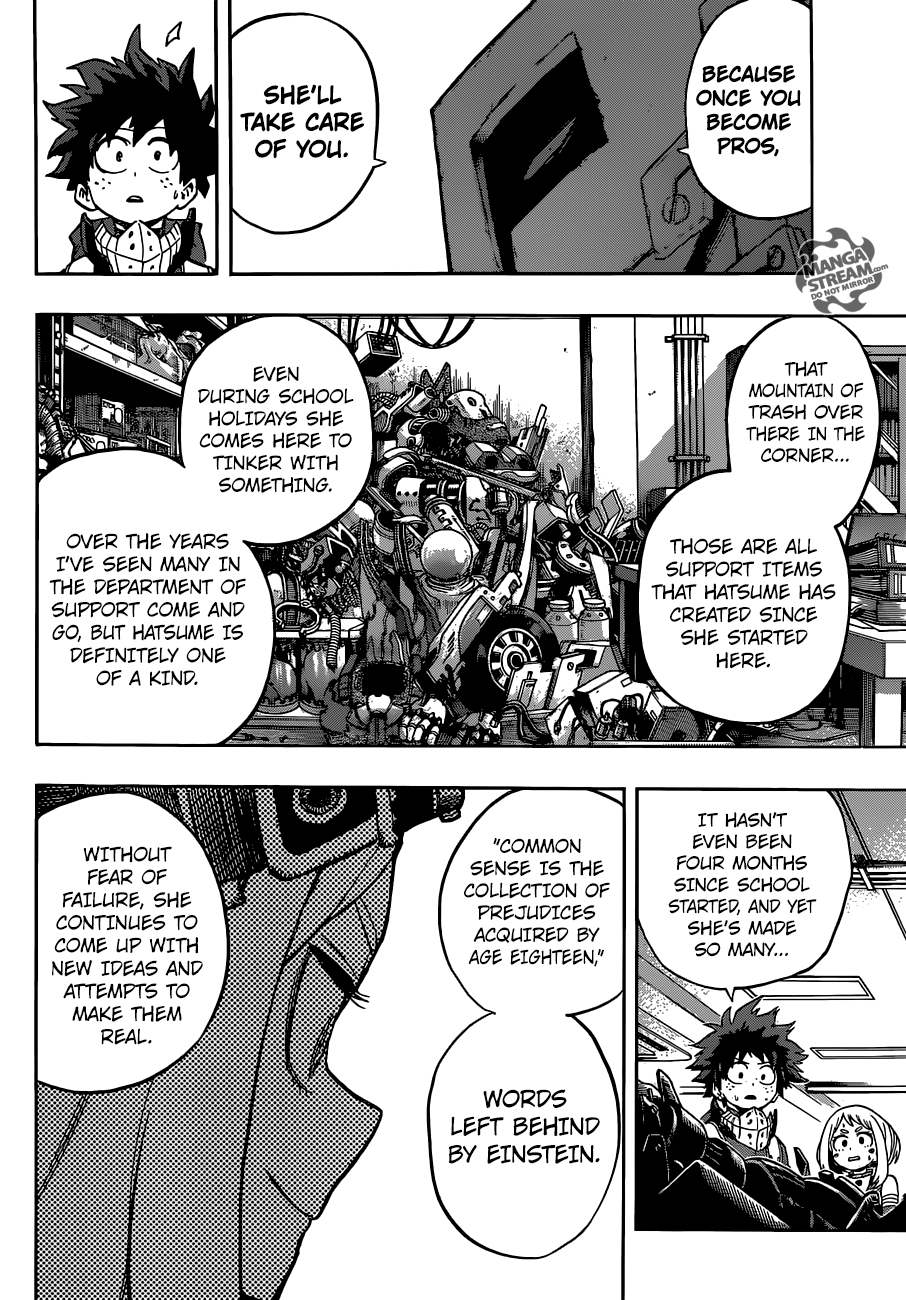 BECAUSE
ONCE YOU
BECOME
PROS,
SHE'LL
TAKE CARE
OF YOU.
MANGA
STREAM.com
DO NOT MIRROR
THAT
MOUNTAIN OF
TRASH OVER
THERE IN THE
CORNER...
THOSE ARE ALL
SUPPORT ITEMS
THAT HATSUME HAS
CREATED SINCE
SHE STARTED
HERE.
EVEN
DURING SCHOOL
HOLIDAYS SHE
COMES HERE TO
TINKER WITH
SOMETHING.
OVER THE YEARS
I'VE SEEN MANY IN
THE DEPARTMENT OF
SUPPORT COME AND
GO, BUT HATSUME IS
DEFINITELY ONE
OF A KIND.
IT HASN'T
EVEN BEEN
FOUR MONTHS
SINCE SCHOOL
STARTED, AND YET
SHE'S MADE
SO MANY...
"COMMON
SENSE IS THE
COLLECTION OF
PREJUDICES
ACQUIRED BY
AGE EIGHTEEN,"
WORDS
LEFT BEHIND
BY EINSTEIN.
WITHOUT
FEAR OF
FAILURE, SHE
CONTINUES TO
COME UP WITH
NEW IDEAS AND
ATTEMPTS TO
MAKE THEM
REAL.